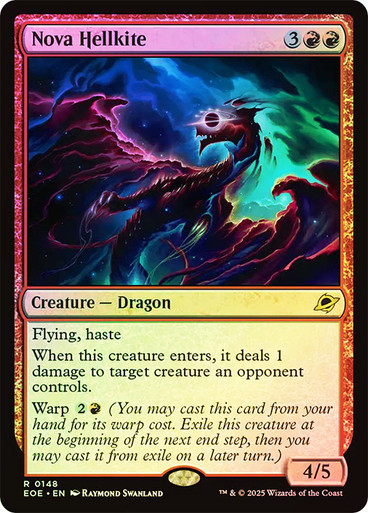 Nova Hellkite 3
Creature — Dragon
Flying, haste
When this creature enters, it deals 1
damage to target creature an opponent
controls.
Warp 2 (You may cast this card from your
hand for its warp cost. Exile this creature
at the beginning of the next end step, then you
may cast it from exile on a later turn.)
4/5
R 0148
EOE • EN Raymond Swanland ™ & © 2025 Wizards of the Coast